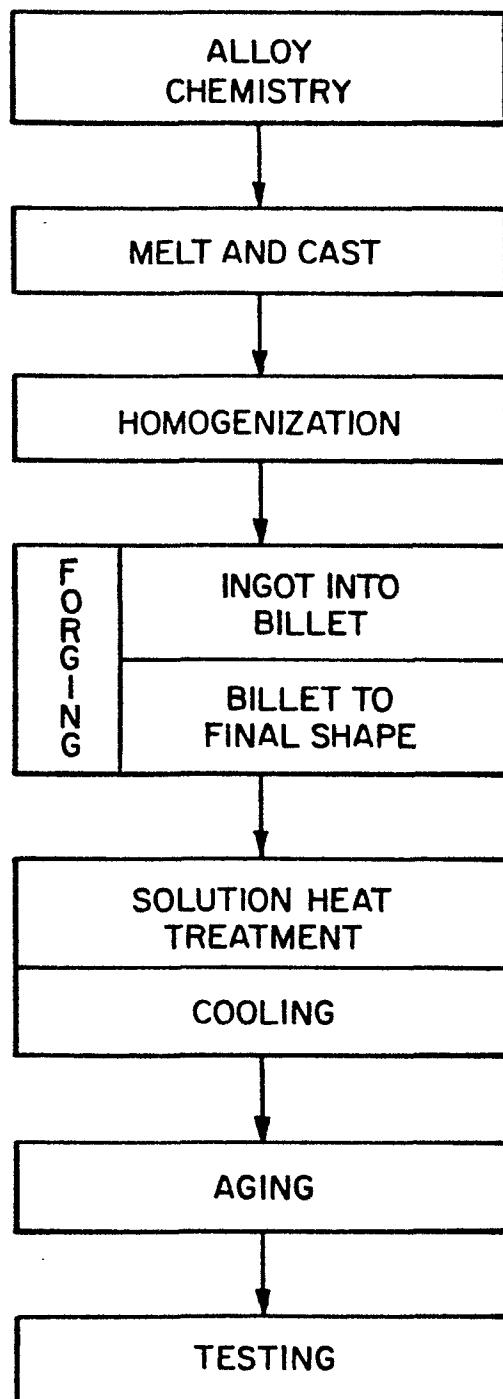 ALLOY
CHEMISTRY
MELT AND CAST
HOMOGENIZATION
FORGING
INGOT INTO
BILLET
BILLET TO
FINAL SHAPE
SOLUTION HEAT
TREATMENT
COOLING
AGING
TESTING